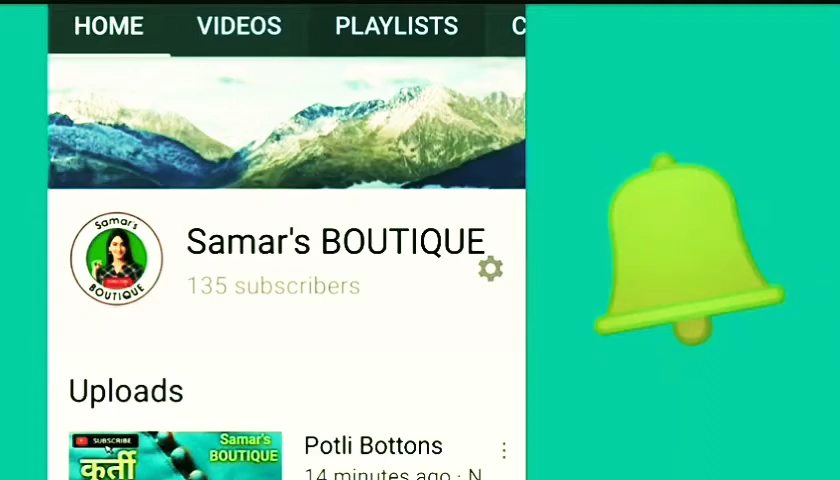 HOME VIDEOS PLAYLISTS C
Samar's
BOUTIQUE
Samar's BOUTIQUE
135 subscribers
Uploads
SUBSCRIBE
Samar's
BOUTIQUE
कुर्ती
Potli Bottons
14 minutes ago · N